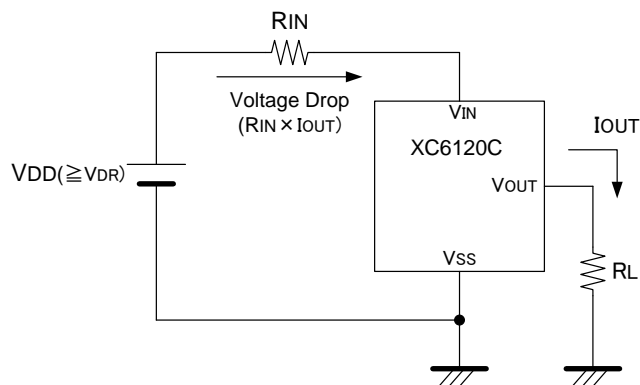 RIN
Voltage Drop
(RIN×IOUT)
VIN
XC6120C
IOUT
VDD(≧VDR)
VOUT
VSS
RL